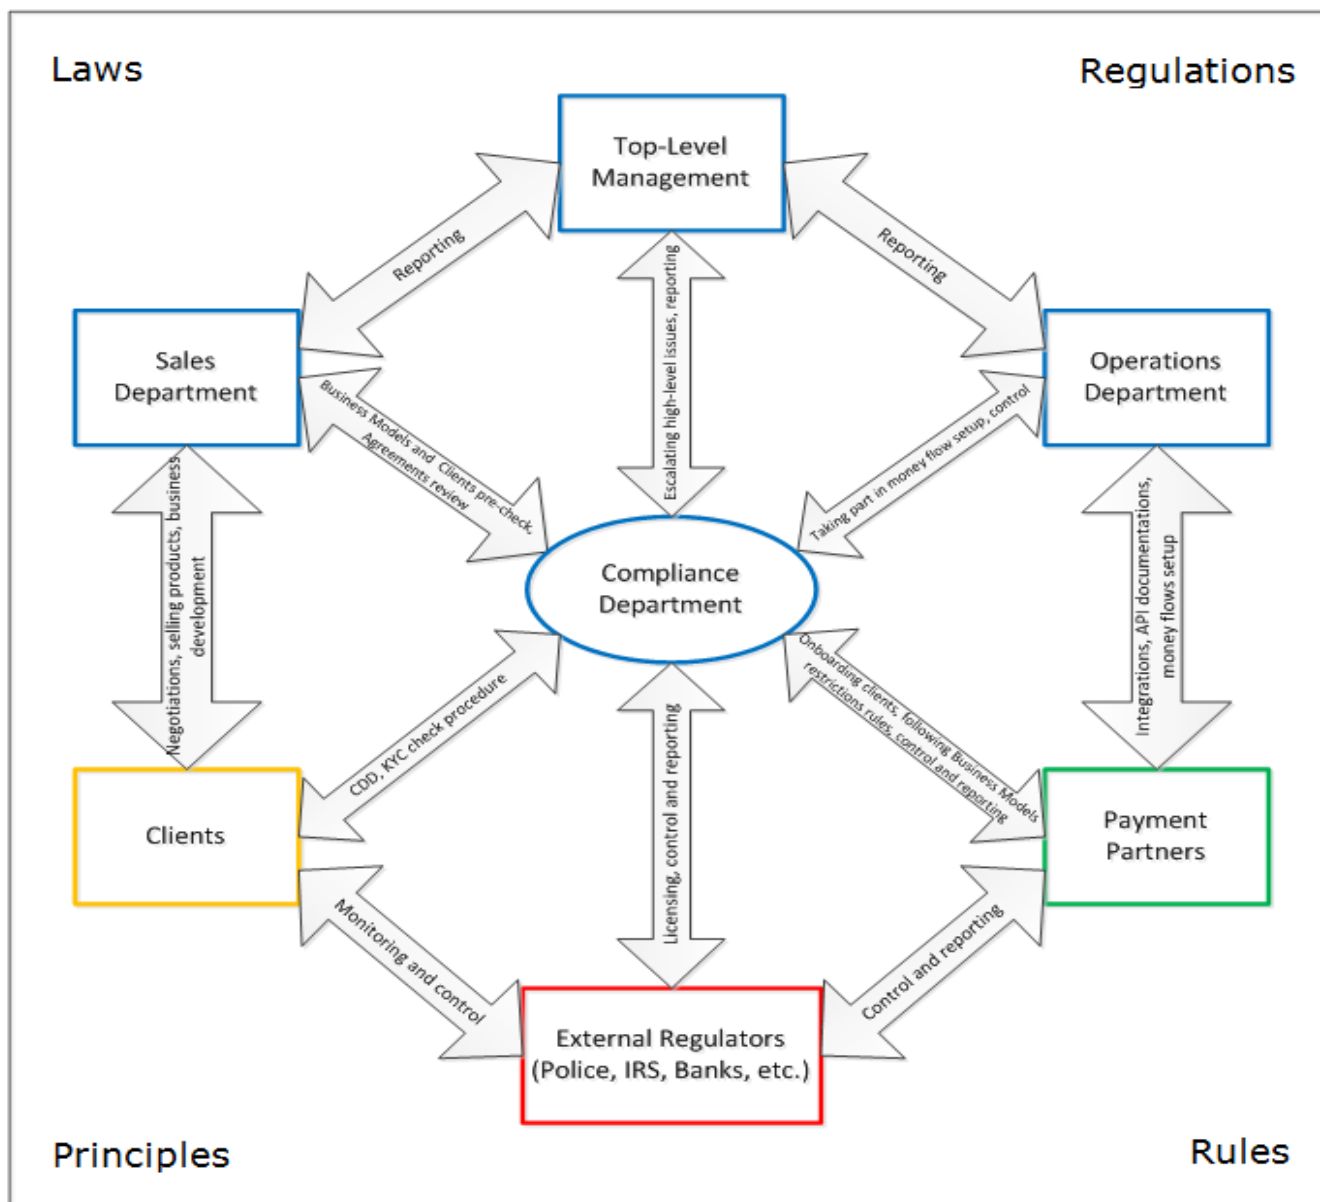 Laws
Regulations
Top-Level
Management
Reporting
Reporting
Escalating high-level issues, reporting
Sales
Department
Operations
Department
Business Models and Clients pre-check,
Agreements review
Taking part in money flow setup, control
Negotiations, selling products, business
development
Compliance
Department
Integrations, API documentations,
money flows setup
CDD, KYC check procedure
Licensing, control and reporting
Onboarding clients, following Business Models
restrictions rules, control and reporting
Clients
Payment
Partners
Monitoring and control
Control and reporting
External Regulators
(Police, IRS, Banks, etc.)
Principles
Rules